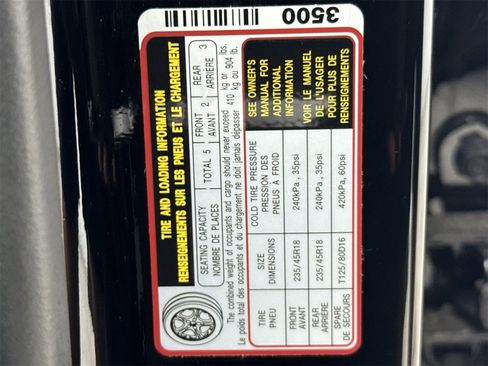 3500
TIRE AND LOADING INFORMATION
RENSEIGNEMENTS SUR LES PNEUS ET LE CHARGEMENT
SEATING CAPACITY
NOMBRE DE PLACES
TOTAL 5
FRONT
AVANT 2
REAR
ARRIÈRE 3
The combined weight of occupants and cargo should never exceed 410 kg or 904 lbs.
Le poids total des occupants et du chargement ne doit jamais dépasser 410 kg ou 904 lb.
TIRE
PNEU
SIZE
DIMENSIONS
COLD TIRE PRESSURE
PRESSION DES
PNEUS À FROID
FRONT
AVANT
235/45R18
240kPa, 35psi
REAR
ARRIÈRE
235/45R18
240kPa, 35psi
SPARE
DE SECOURS
T125/80D16
420kPa, 60psi
SEE OWNER'S
MANUAL FOR
ADDITIONAL
INFORMATION
VOIR LE MANUEL
DE L'USAGER
POUR PLUS DE
RENSEIGNEMENTS